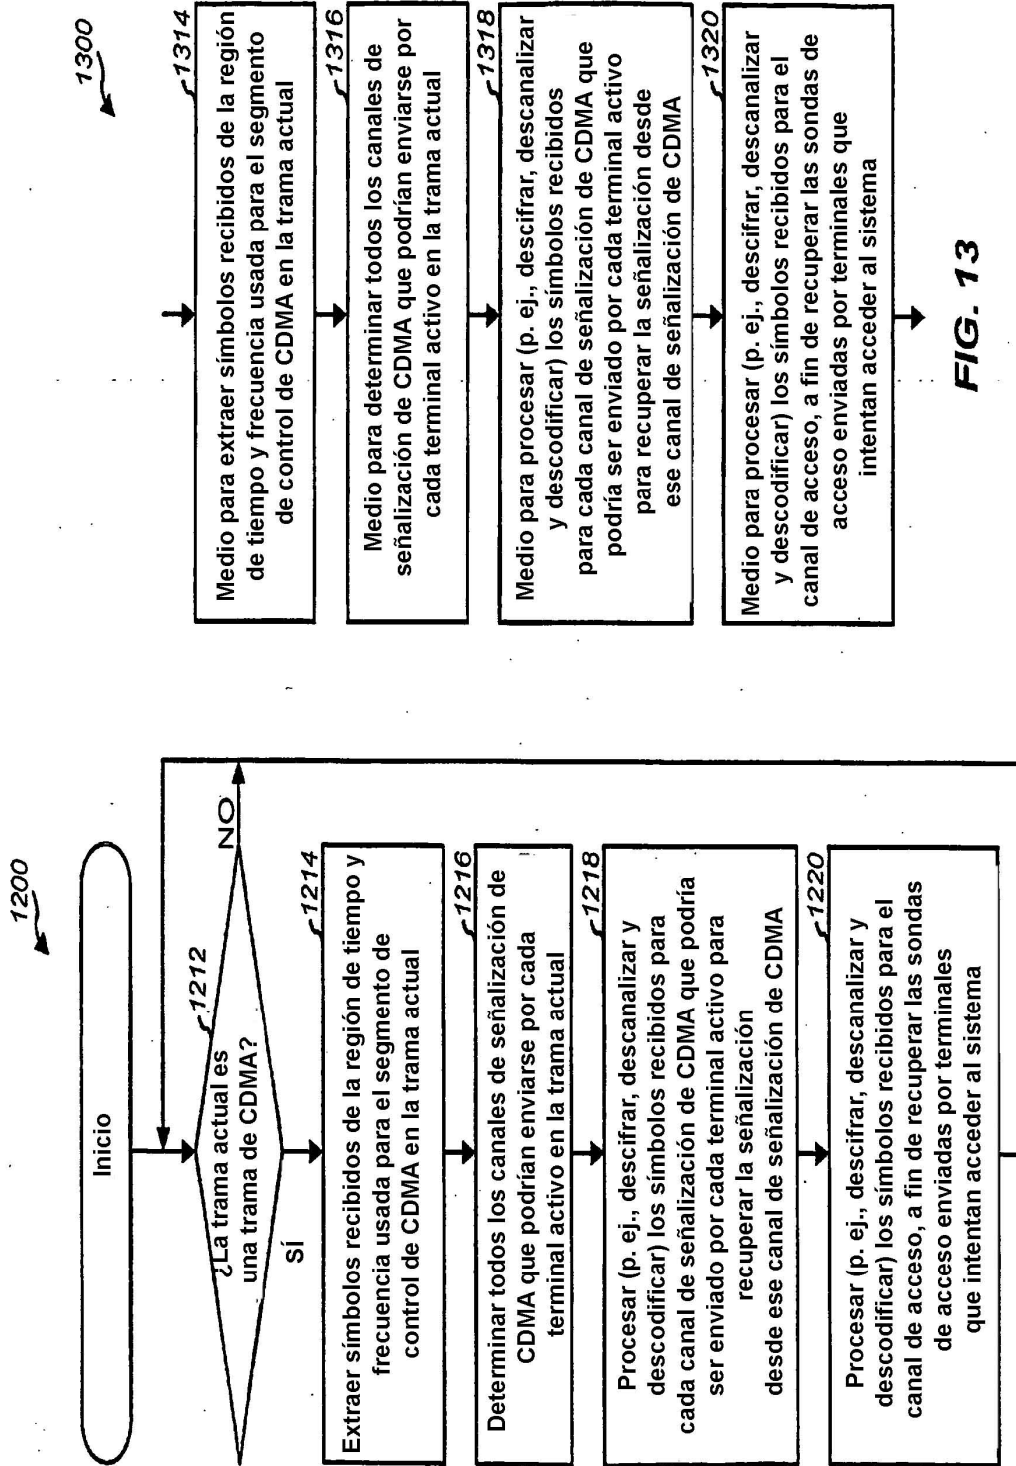 1200
Inicio
1212
¿La trama actual es
una trama de CDMA?
NO
SÍ
1214
Extraer símbolos recibidos de la región de tiempo y
frecuencia usada para el segmento de
control de CDMA en la trama actual
1216
Determinar todos los canales de señalización de
CDMA que podrían enviarse por cada
terminal activo en la trama actual
1218
Procesar (p. ej., descifrar, descanalizar y
descodificar) los símbolos recibidos para
cada canal de señalización de CDMA que podría
ser enviado por cada terminal activo para
recuperar la señalización
desde ese canal de señalización de CDMA
1220
Procesar (p. ej., descifrar, descanalizar y
descodificar) los símbolos recibidos para el
canal de acceso, a fin de recuperar las sondas
de acceso enviadas por terminales
que intentan acceder al sistema
1300
1314
Medio para extraer símbolos recibidos de la región
de tiempo y frecuencia usada para el segmento
de control de CDMA en la trama actual
1316
Medio para determinar todos los canales de
señalización de CDMA que podrían enviarse por
cada terminal activo en la trama actual
1318
Medio para procesar (p. ej., descifrar, descanalizar
y descodificar) los símbolos recibidos
para cada canal de señalización de CDMA que
podría ser enviado por cada terminal activo
para recuperar la señalización desde
ese canal de señalización de CDMA
1320
Medio para procesar (p. ej., descifrar, descanalizar
y descodificar) los símbolos recibidos para el
canal de acceso, a fin de recuperar las sondas de
acceso enviadas por terminales que
intentan acceder al sistema
FIG. 13